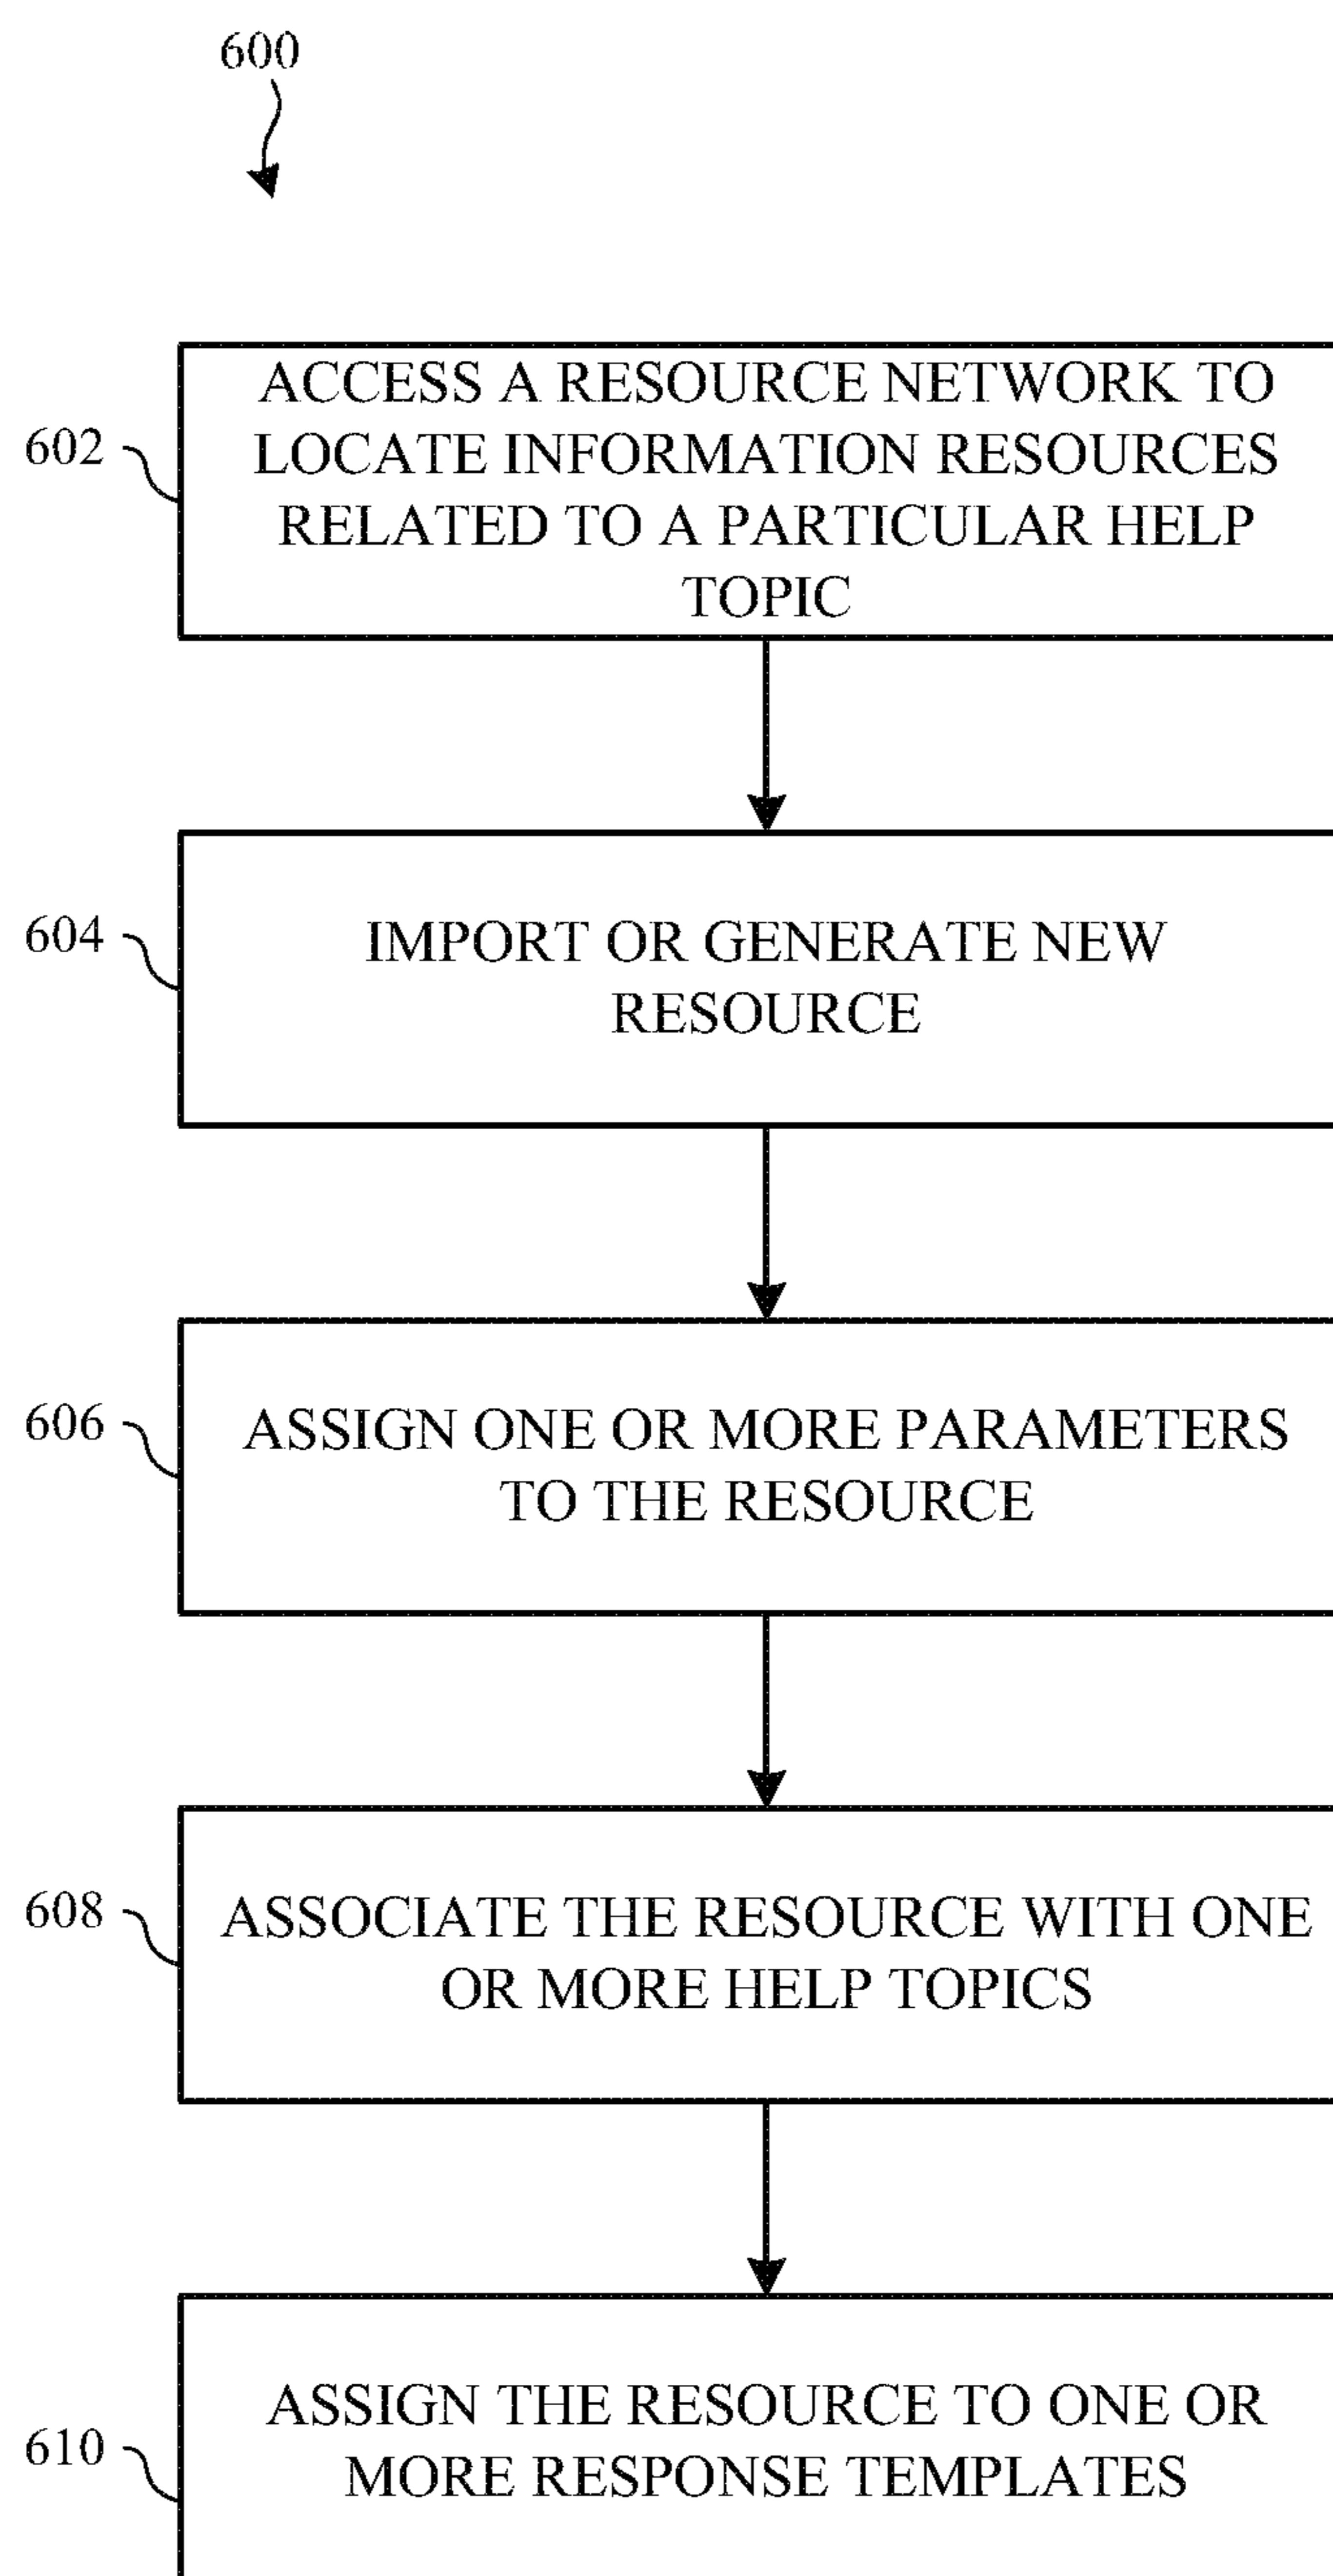 600
602
ACCESS A RESOURCE NETWORK TO
LOCATE INFORMATION RESOURCES
RELATED TO A PARTICULAR HELP
TOPIC
604
IMPORT OR GENERATE NEW
RESOURCE
606
ASSIGN ONE OR MORE PARAMETERS
TO THE RESOURCE
608
ASSOCIATE THE RESOURCE WITH ONE
OR MORE HELP TOPICS
610
ASSIGN THE RESOURCE TO ONE OR
MORE RESPONSE TEMPLATES